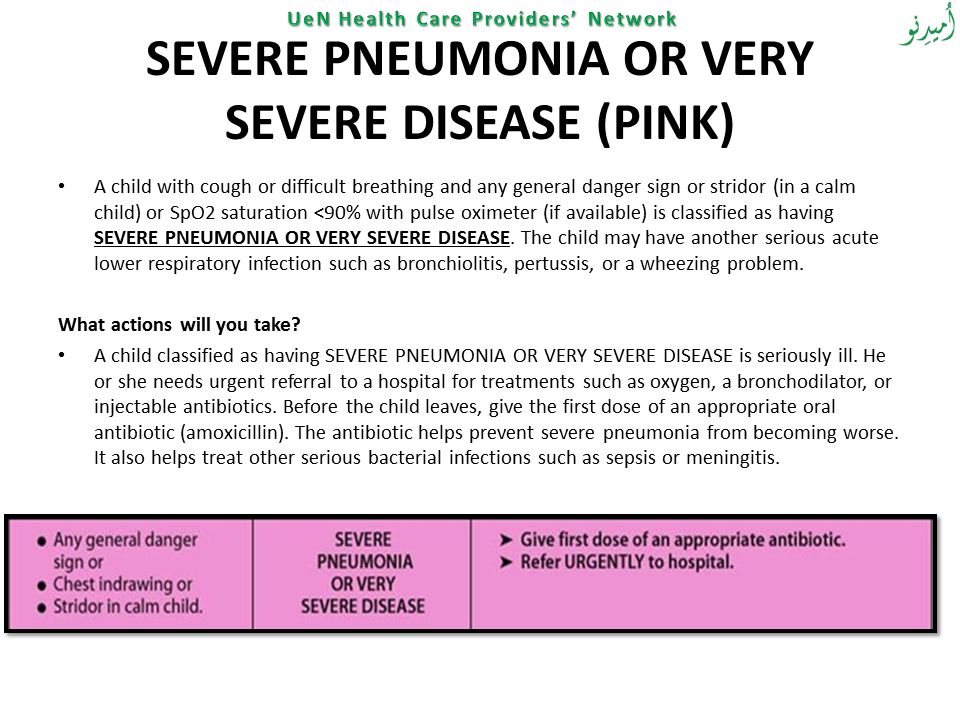 UeN Health Care Providers' Network
اُمیدِنو
SEVERE PNEUMONIA OR VERY
SEVERE DISEASE (PINK)
• A child with cough or difficult breathing and any general danger sign or stridor (in a calm
child) or SpO2 saturation <90% with pulse oximeter (if available) is classified as having
SEVERE PNEUMONIA OR VERY SEVERE DISEASE. The child may have another serious acute
lower respiratory infection such as bronchiolitis, pertussis, or a wheezing problem.
What actions will you take?
• A child classified as having SEVERE PNEUMONIA OR VERY SEVERE DISEASE is seriously ill. He
or she needs urgent referral to a hospital for treatments such as oxygen, a bronchodilator, or
injectable antibiotics. Before the child leaves, give the first dose of an appropriate oral
antibiotic (amoxicillin). The antibiotic helps prevent severe pneumonia from becoming worse.
It also helps treat other serious bacterial infections such as sepsis or meningitis.
● Any general danger
sign or
● Chest indrawing or
● Stridor in calm child.
SEVERE
PNEUMONIA
OR VERY
SEVERE DISEASE
➤ Give first dose of an appropriate antibiotic.
➤ Refer URGENTLY to hospital.